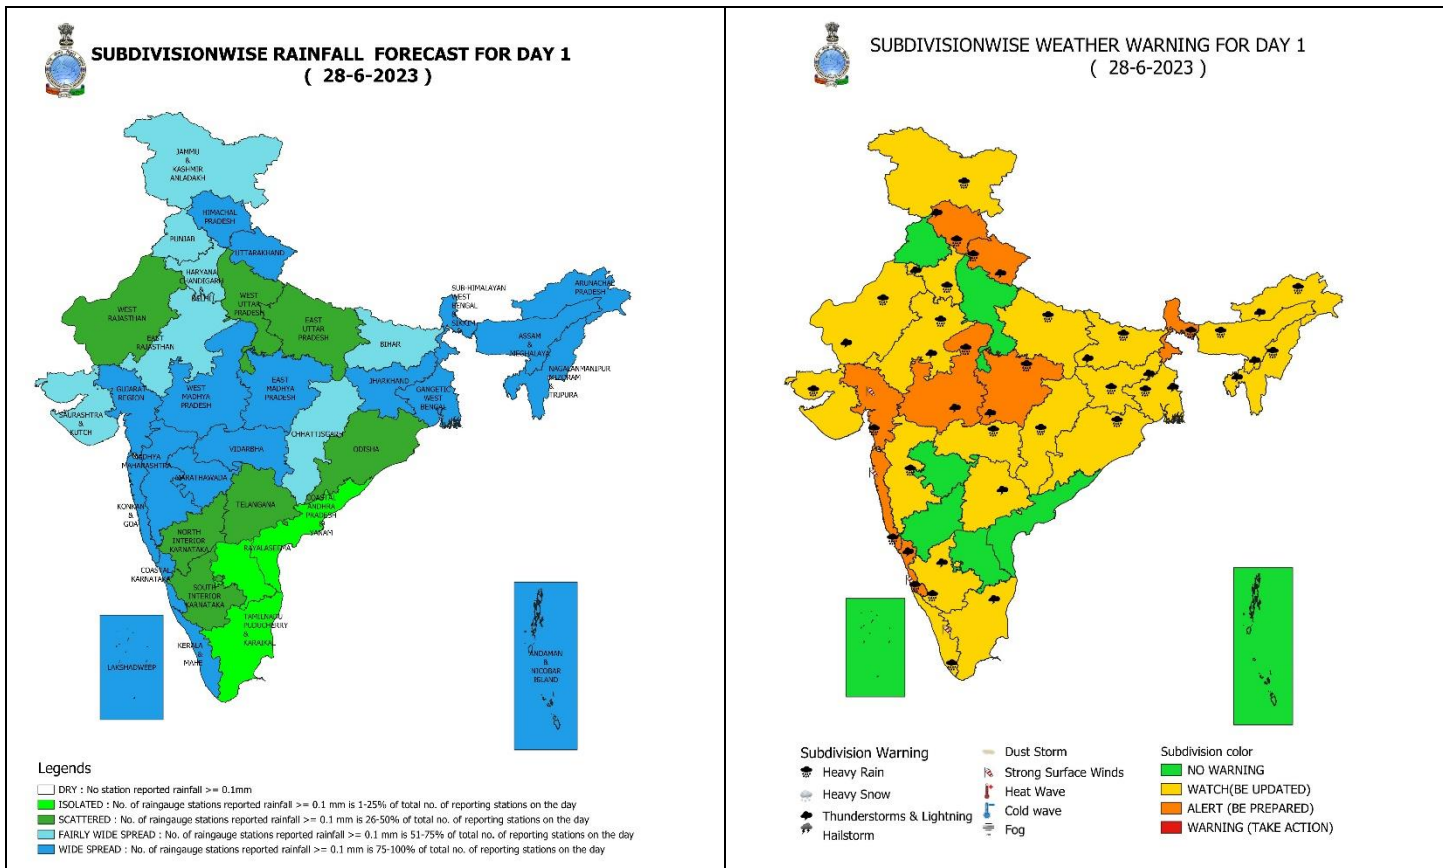 SUBDIVISIONWISE RAINFALL FORECAST FOR DAY 1
( 28-6-2023 )
JAMMU
&
KASHMIR
ANLADAKH
HIMACHAL
PRADESH
PUNJAB
UTTARAKHAND
HARYANA
CHANDIGARH
&
DELHI
WEST
RAJASTHAN
WEST
UTTAR
PRADESH
EAST
UTTAR
PRADESH
EAST
RAJASTHAN
SUB-HIMALAYAN
WEST
BENGAL
&
SIKKIM
ARUNACHAL
PRADESH
BIHAR
ASSAM
&
MEGHALAYA
NAGALANMANIPUR
MIZORAM
&
TRIPURA
GUJARAT
REGION
WEST
MADHYA
PRADESH
EAST
MADHYA
PRADESH
JHARKHAND
GANGETIC
WEST
BENGAL
SAURASHTRA
&
KUTCH
CHHATTISGARH
ODISHA
VIDARBHA
MADHYA
MAHARASHTRA
MARATHAWADA
KONKAN
&
GOA
TELANGANA
COASTAL
ANDHRA
PRADESH
&
YANAM
NORTH
INTERIOR
KARNATAKA
RAYALASEEMA
COASTAL
KARNATAKA
SOUTH
INTERIOR
KARNATAKA
TAMILNADU
PUDUCHERRY
&
KARAIKAL
KERALA
&
MAHE
LAKSHADWEEP
ANDAMAN
&
NICOBAR
ISLAND
Legends
DRY : No station reported rainfall >= 0.1mm
ISOLATED : No. of raingauge stations reported rainfall >= 0.1 mm is 1-25% of total no. of reporting stations on the day
SCATTERED : No. of raingauge stations reported rainfall >= 0.1 mm is 26-50% of total no. of reporting stations on the day
FAIRLY WIDE SPREAD : No. of raingauge stations reported rainfall >= 0.1 mm is 51-75% of total no. of reporting stations on the day
WIDE SPREAD : No. of raingauge stations reported rainfall >= 0.1 mm is 75-100% of total no. of reporting stations on the day
SUBDIVISIONWISE WEATHER WARNING FOR DAY 1
( 28-6-2023 )
Subdivision Warning
Heavy Rain
Heavy Snow
Thunderstorms & Lightning
Hailstorm
Dust Storm
Strong Surface Winds
Heat Wave
Cold wave
Fog
Subdivision color
NO WARNING
WATCH(BE UPDATED)
ALERT (BE PREPARED)
WARNING (TAKE ACTION)